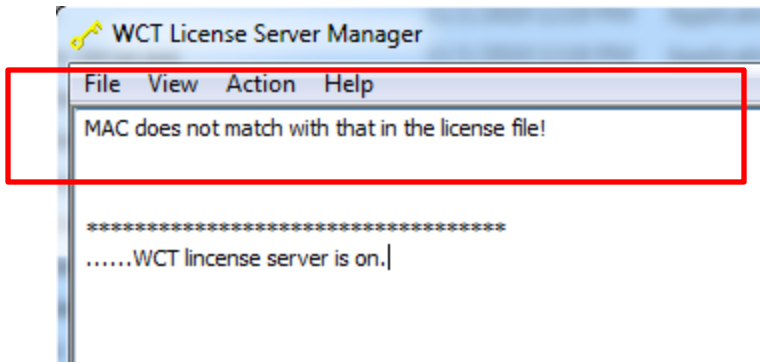 WCT License Server Manager
File View Action Help
MAC does not match with that in the license file!
***********************************
......WCT lincense server is on.